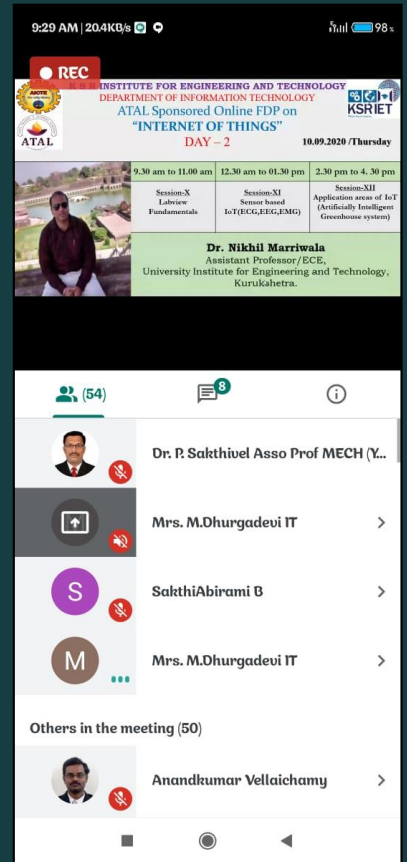 9:29 AM | 20.4KB/s
98%
REC
K S R INSTITUTE FOR ENGINEERING AND TECHNOLOGY
DEPARTMENT OF INFORMATION TECHNOLOGY
ATAL Sponsored Online FDP on
“INTERNET OF THINGS”
DAY – 2
10.09.2020 /Thursday
AICTE
ATAL
KSRIET
9.30 am to 11.00 am
12.30 am to 01.30 pm
2.30 pm to 4. 30 pm
Session-X
Labview
Fundamentals
Session-XI
Sensor based
IoT(ECG,EEG,EMG)
Session-XII
Application areas of IoT
(Artificially Intelligent
Greenhouse system)
Dr. Nikhil Marriwala
Assistant Professor/ECE,
University Institute for Engineering and Technology,
Kurukshetra.
(54)
8
Dr. P. Sakthivel Asso Prof MECH (Y...
Mrs. M.Dhurgadevi IT
S
SakthiAbirami B
M
Mrs. M.Dhurgadevi IT
Others in the meeting (50)
Anandkumar Vellaichamy